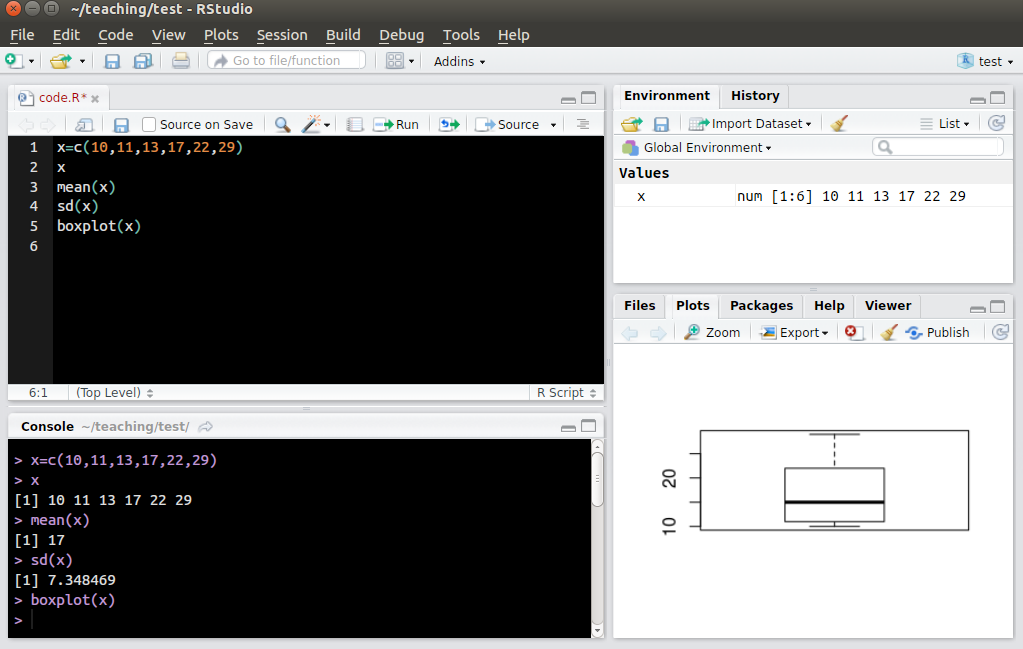 ~/teaching/test - RStudio
File Edit Code View Plots Session Build Debug Tools Help
Go to file/function Addins test
code.R*
Source on Save Run Source
1 x=c(10,11,13,17,22,29)
2 x
3 mean(x)
4 sd(x)
5 boxplot(x)
6
6:1 (Top Level) R Script
Console ~/teaching/test/
> x=c(10,11,13,17,22,29)
> x
[1] 10 11 13 17 22 29
> mean(x)
[1] 17
> sd(x)
[1] 7.348469
> boxplot(x)
>
Environment History
Import Dataset List
Global Environment
Values
x num [1:6] 10 11 13 17 22 29
Files Plots Packages Help Viewer
Zoom Export Publish
20
10